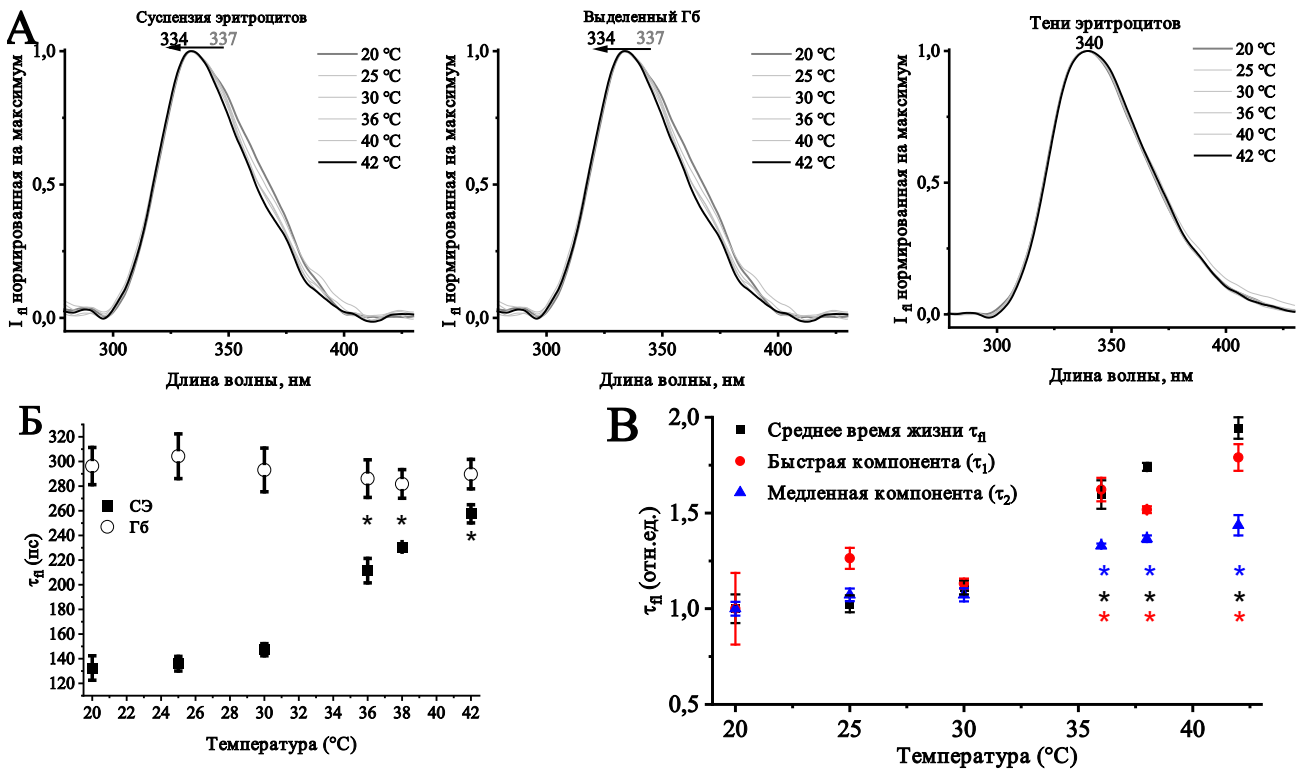 А
Суспензия эритроцитов
334 337
I fl нормированная на максимум
1,0
0,5
0,0
20 °C
25 °C
30 °C
36 °C
40 °C
42 °C
300 350 400
Длина волны, нм
Выделенный Гб
334 337
I fl нормированная на максимум
1,0
0,5
0,0
20 °C
25 °C
30 °C
36 °C
40 °C
42 °C
300 350 400
Длина волны, нм
Тени эритроцитов
340
I fl нормированная на максимум
1,0
0,5
0,0
20 °C
25 °C
30 °C
36 °C
40 °C
42 °C
300 350 400
Длина волны, нм
Б
τfl (пс)
320
300
280
260
240
220
200
180
160
140
120
СЭ
Гб
* *
*
20 22 24 26 28 30 32 34 36 38 40 42
Температура (°C)
В
τfl (отн.ед.)
2,0
1,5
1,0
0,5
Среднее время жизни τfl
Быстрая компонента (τ1)
Медленная компонента (τ2)
* * *
* * *
* * *
20 25 30 35 40
Температура (°C)